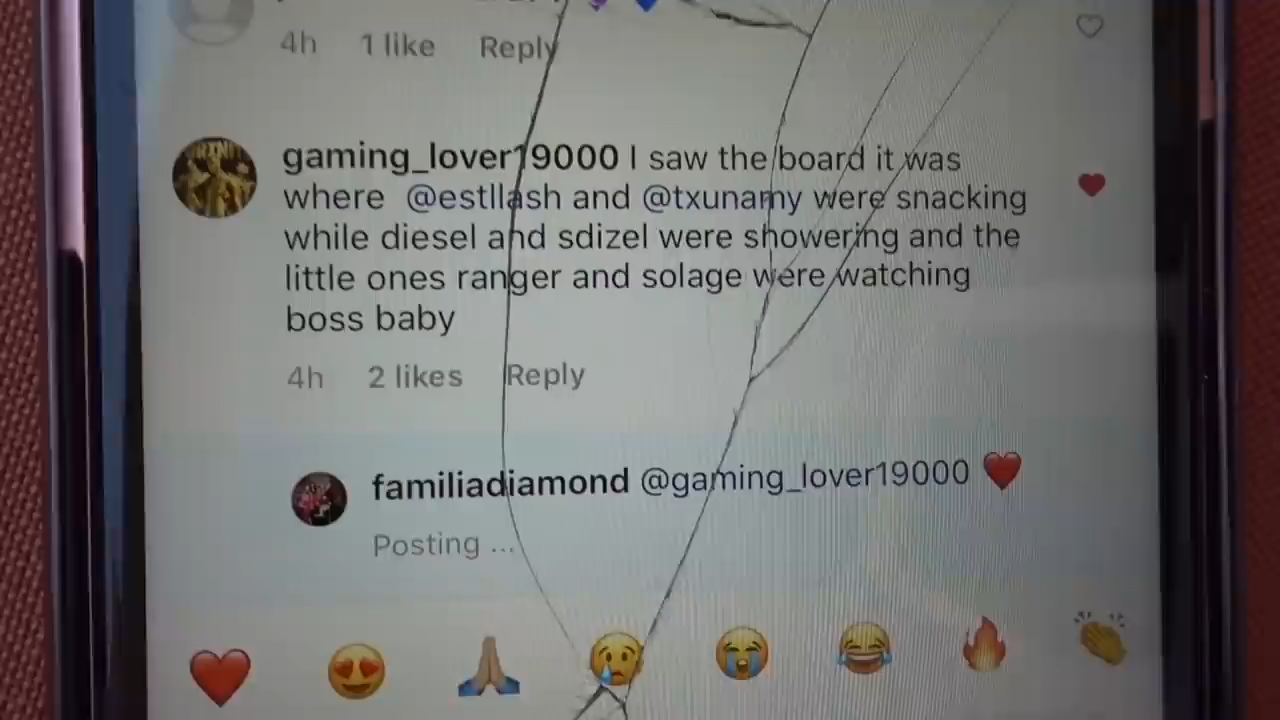 4h 1 like Reply
gaming_lover19000 I saw the board it was
where @estllash and @txunamy were snacking
while diesel and sdizel were showering and the
little ones ranger and solage were watching
boss baby
4h 2 likes Reply
familiadiamond @gaming_lover19000 ❤️
Posting ...